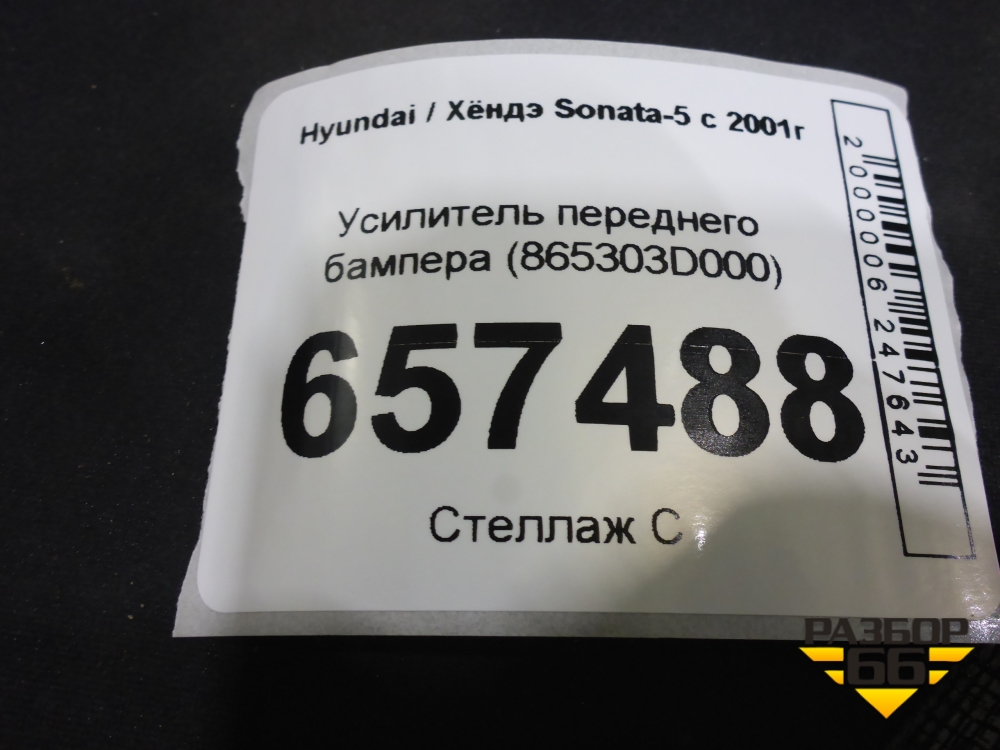 Hyundai / Хёндэ Sonata-5 с 2001г
Усилитель переднего
бампера (865303D000)
657488
Стеллаж С
2000006247643
РАЗБОР
66